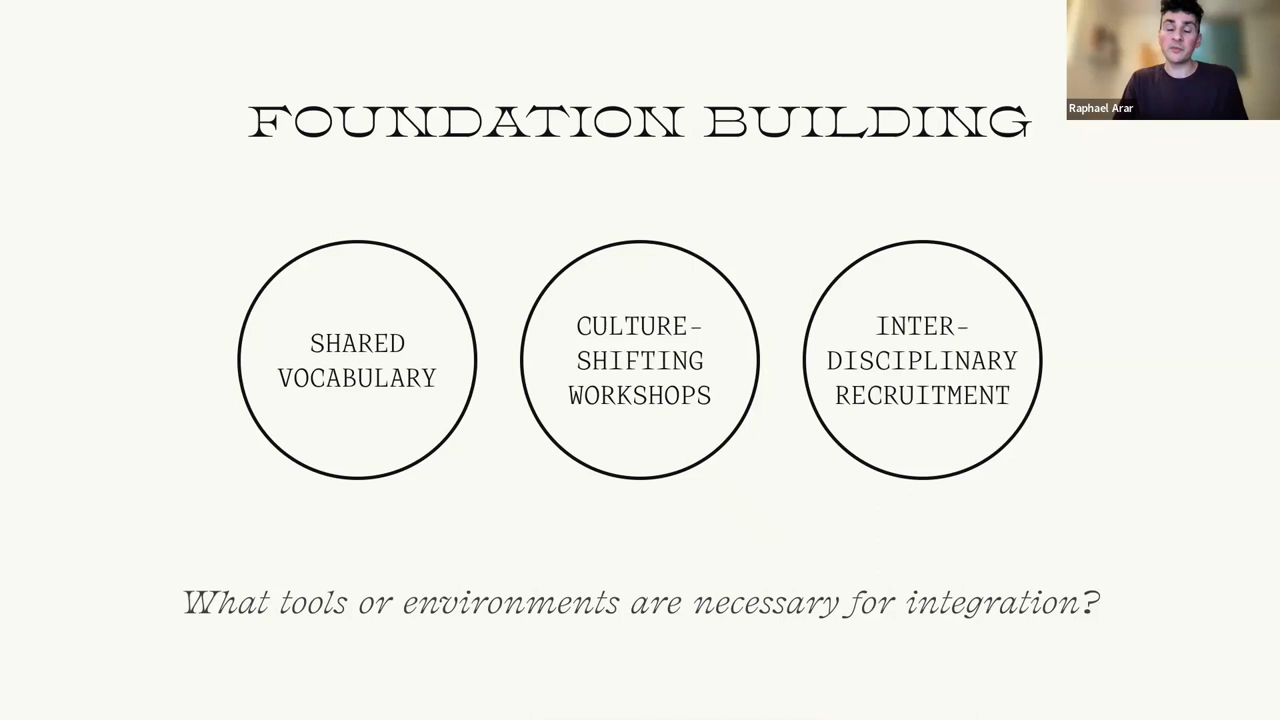 FOUNDATION BUILDING
Raphael Arar
SHARED
VOCABULARY
CULTURE-
SHIFTING
WORKSHOPS
INTER-
DISCIPLINARY
RECRUITMENT
What tools or environments are necessary for integration?